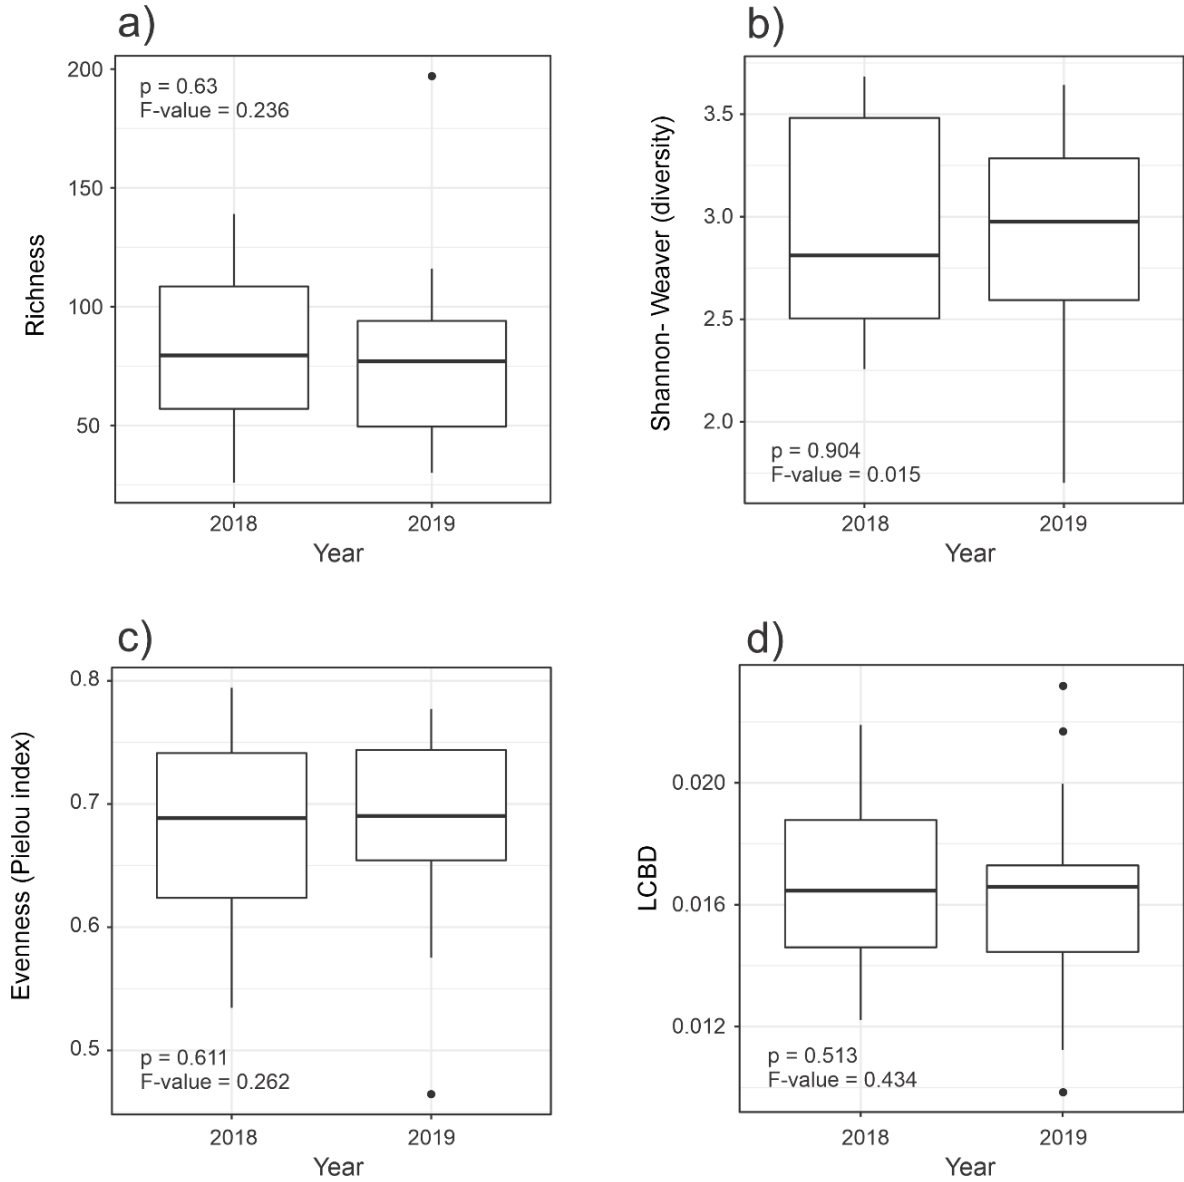 a)
200
150
100
50
Richness
p = 0.63
F-value = 0.236
2018
2019
Year
b)
3.5
3.0
2.5
2.0
Shannon- Weaver (diversity)
p = 0.904
F-value = 0.015
2018
2019
Year
c)
0.8
0.7
0.6
0.5
Evenness (Pielou index)
p = 0.611
F-value = 0.262
2018
2019
Year
d)
0.020
0.016
0.012
LCBD
p = 0.513
F-value = 0.434
2018
2019
Year